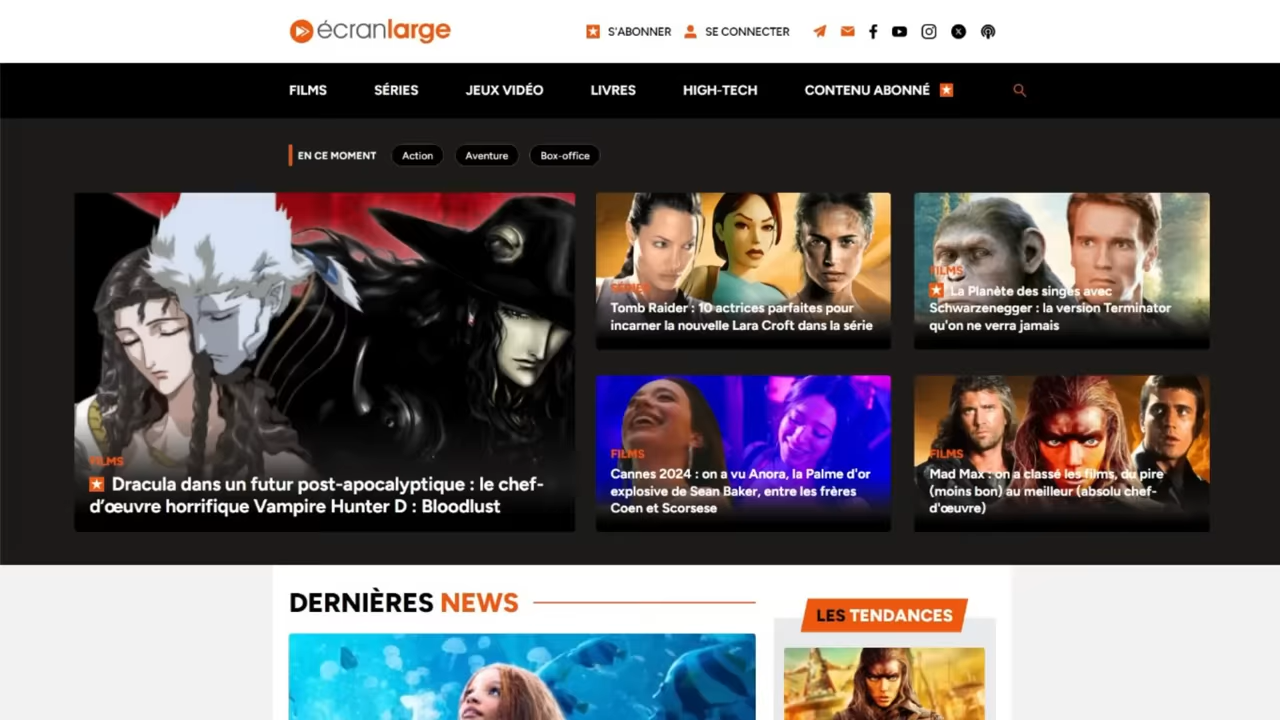 écranlarge
S'ABONNER
SE CONNECTER
FILMS
SÉRIES
JEUX VIDÉO
LIVRES
HIGH-TECH
CONTENU ABONNÉ
EN CE MOMENT
Action
Aventure
Box-office
FILMS
Dracula dans un futur post-apocalyptique : le chef-
d'œuvre horrifique Vampire Hunter D : Bloodlust
SÉRIES
Tomb Raider : 10 actrices parfaites pour
incarner la nouvelle Lara Croft dans la série
FILMS
La Planète des singes avec
Schwarzenegger : la version Terminator
qu'on ne verra jamais
FILMS
Cannes 2024 : on a vu Anora, la Palme d'or
explosive de Sean Baker, entre les frères
Coen et Scorsese
FILMS
Mad Max : on a classé les films, du pire
(moins bon) au meilleur (absolu chef-
d'œuvre)
DERNIÈRES NEWS
LES TENDANCES